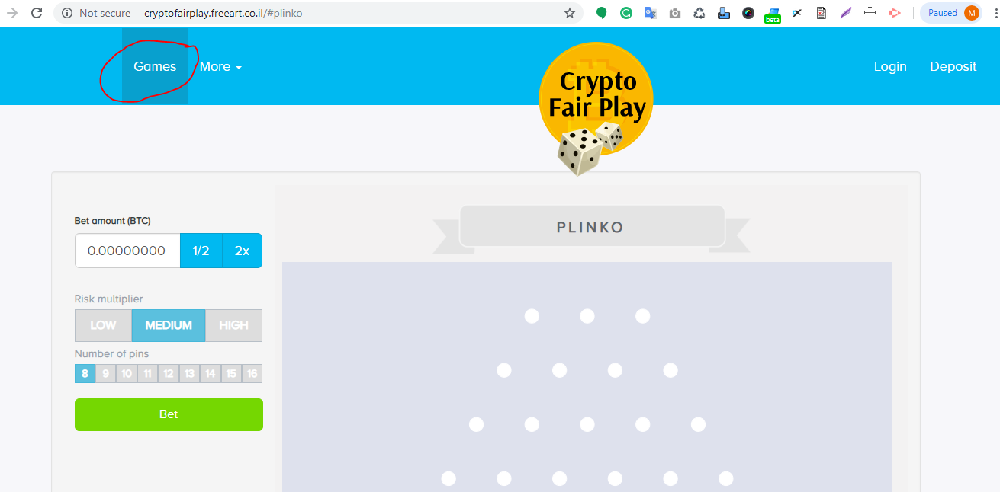 Not secure cryptofairplay.freeart.co.il/#plinko
beta
Paused M
Games More
Login Deposit
Crypto
Fair Play
Bet amount (BTC)
0.00000000 1/2 2x
Risk multiplier
LOW MEDIUM HIGH
Number of pins
8 9 10 11 12 13 14 15 16
Bet
PLINKO